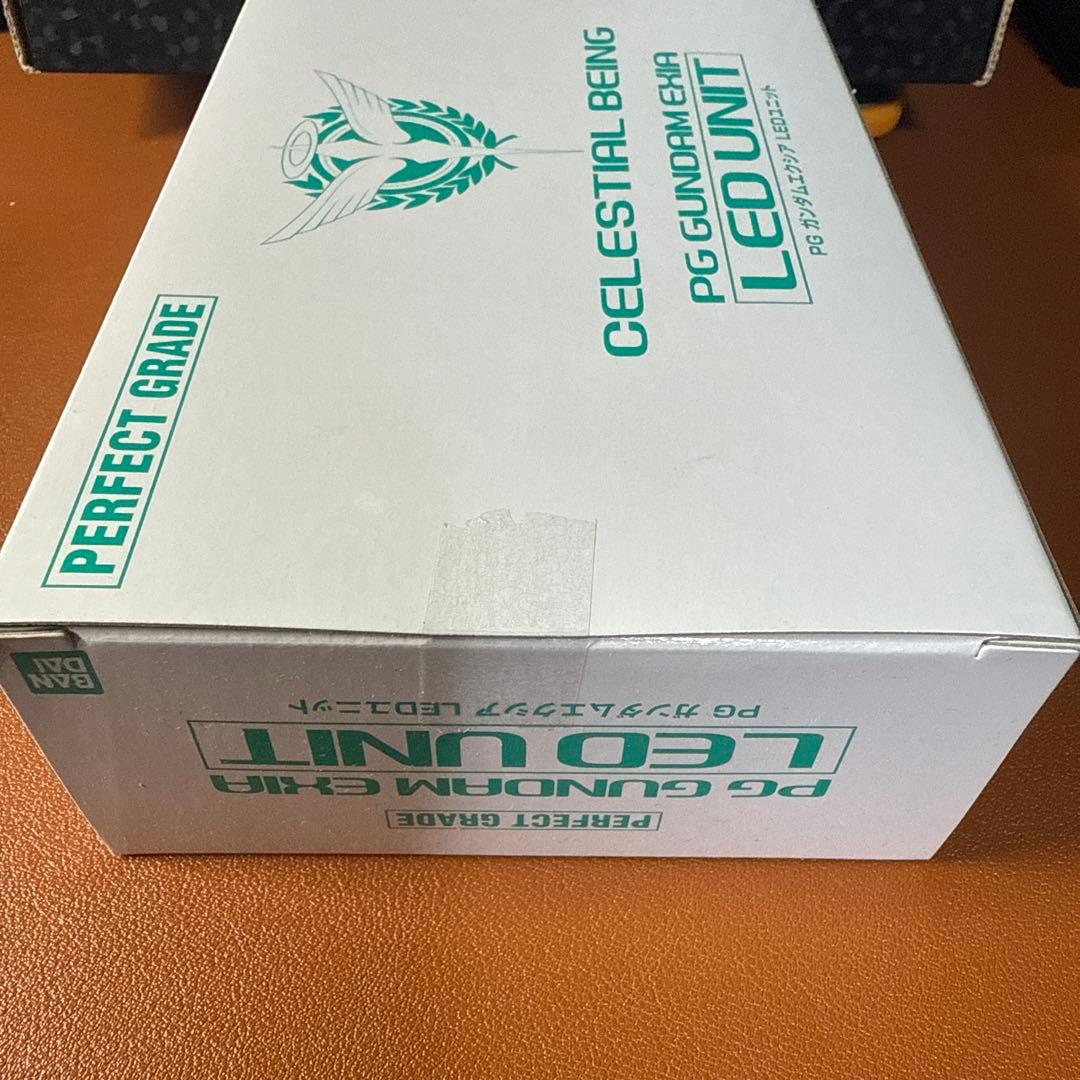 PERFECT GRADE
CELESTIAL BEING
PG GUNDAM EXIA
LED UNIT
PG ガンダムエクシア LEDユニット
BAN
DAI
PERFECT GRADE
PG GUNDAM EXIA
LED UNIT
PG ガンダムエクシア LEDユニット